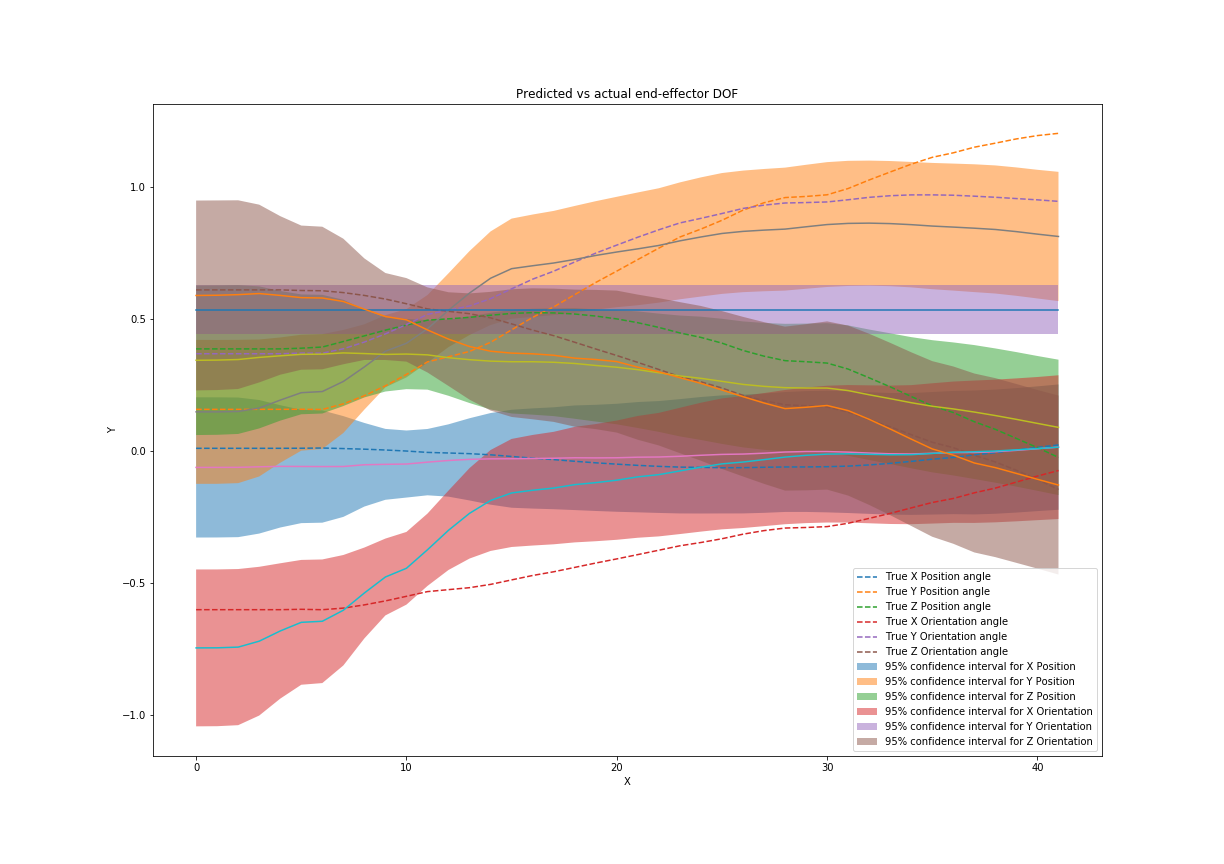 Predicted vs actual end-effector DOF
1.0
0.5
0.0
−0.5
−1.0
Y
0
10
20
30
40
X
True X Position angle
True Y Position angle
True Z Position angle
True X Orientation angle
True Y Orientation angle
True Z Orientation angle
95% confidence interval for X Position
95% confidence interval for Y Position
95% confidence interval for Z Position
95% confidence interval for X Orientation
95% confidence interval for Y Orientation
95% confidence interval for Z Orientation